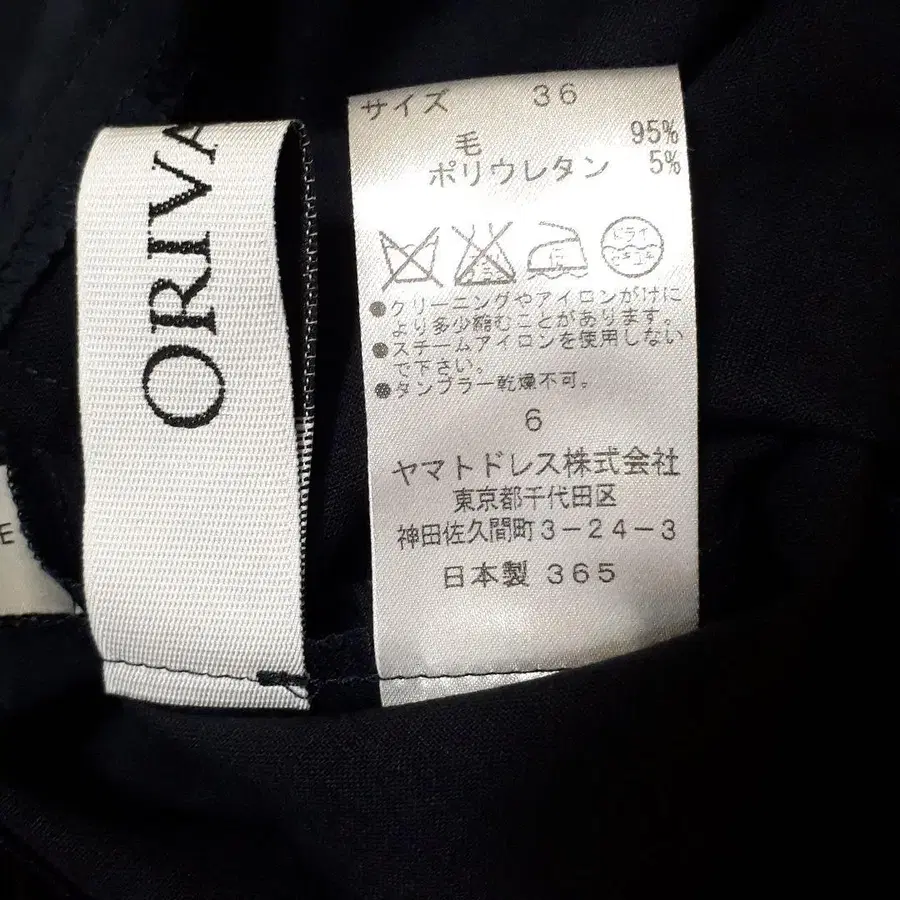 ORIVA
サイズ 36
毛 95%
ポリウレタン 5%
ドライ
●クリーニングやアイロンがけに
より多少縮むことがあります。
●スチームアイロンを使用しない
で下さい。
●タンブラー乾燥不可。
6
ヤマトドレス株式会社
東京都千代田区
神田佐久間町3-24-3
日本製 365
E